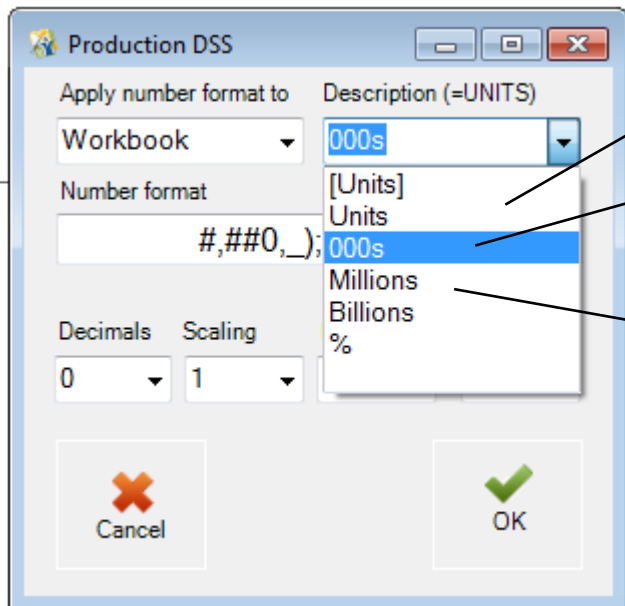 Production DSS
Apply number format to Description (=UNITS)
Workbook 000s
Number format
#,##0,_);
[Units]
Units
000s
Millions
Billions
%
Decimals Scaling
0 1
Cancel OK